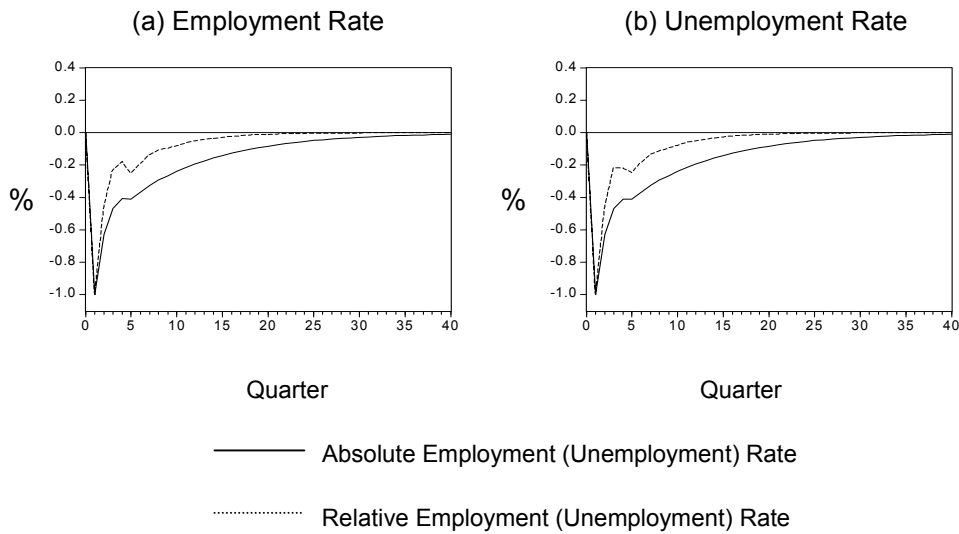 (a) Employment Rate
(b) Unemployment Rate
0.4
0.2
0.0
-0.2
-0.4
-0.6
-0.8
-1.0
%
0 5 10 15 20 25 30 35 40
Quarter
0.4
0.2
0.0
-0.2
-0.4
-0.6
-0.8
-1.0
%
0 5 10 15 20 25 30 35 40
Quarter
Absolute Employment (Unemployment) Rate
Relative Employment (Unemployment) Rate